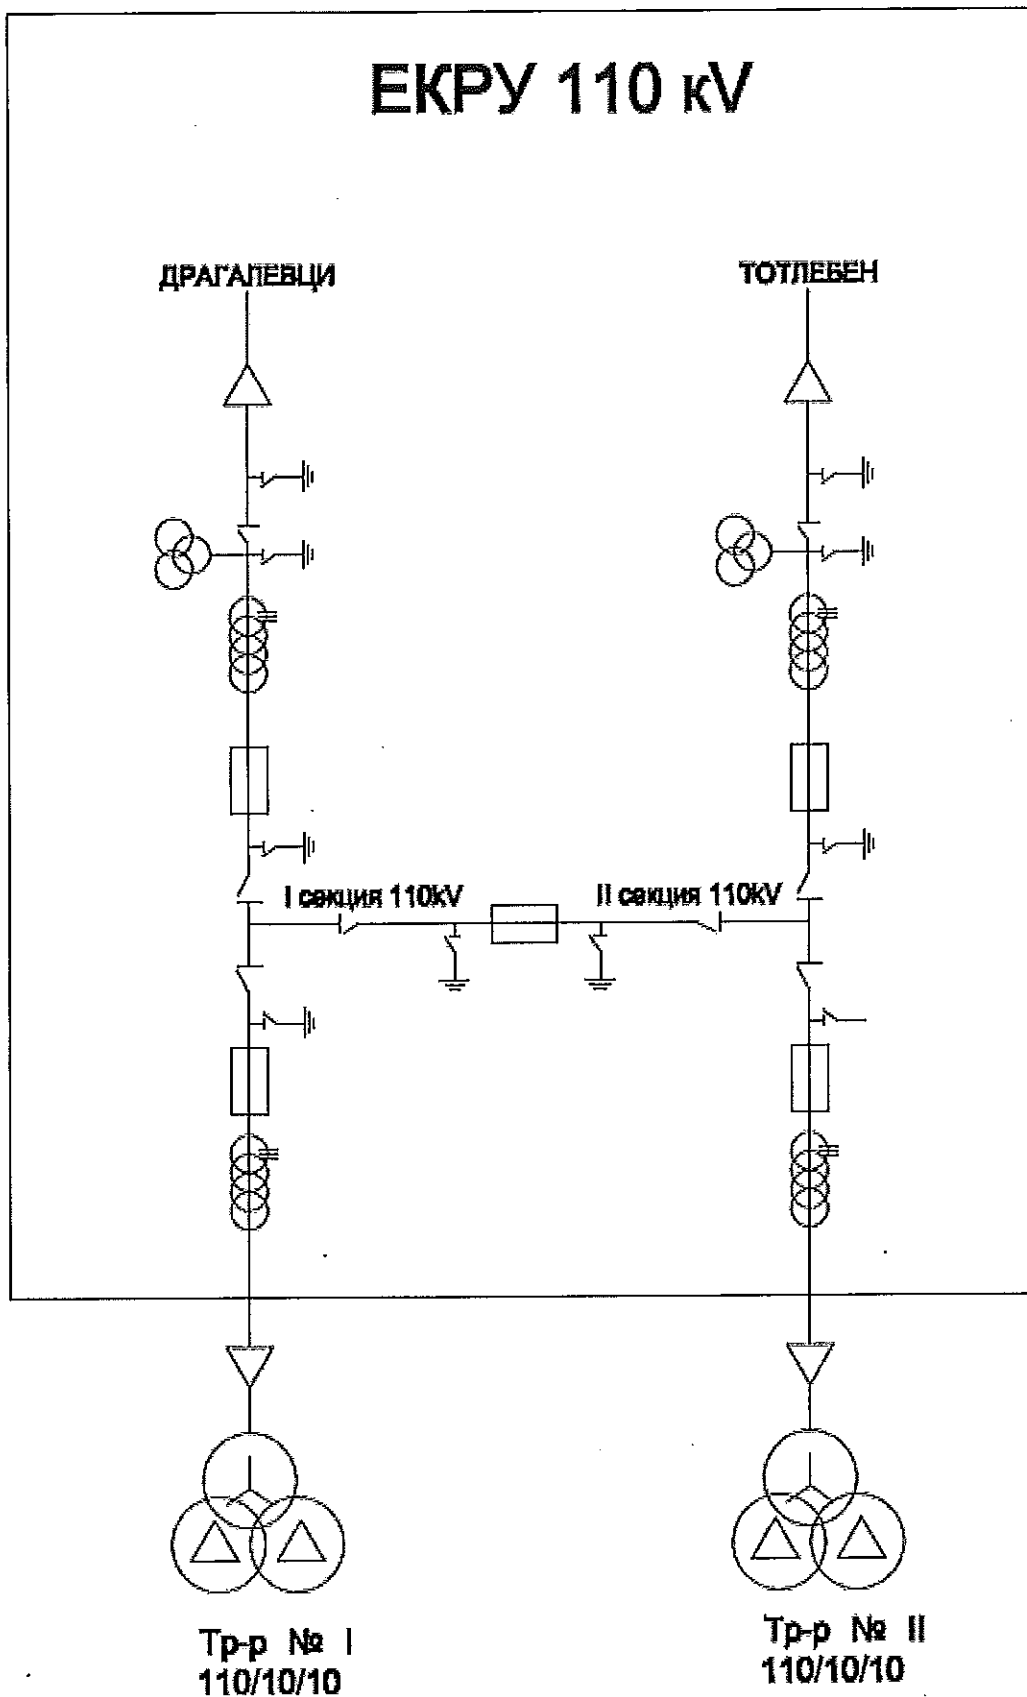 ЕКРУ 110 кV
ДРАГАЛЕВЦИ
ТОТЛЕБЕН
I секция 110kV
II секция 110kV
Тр-р № I
110/10/10
Тр-р № II
110/10/10